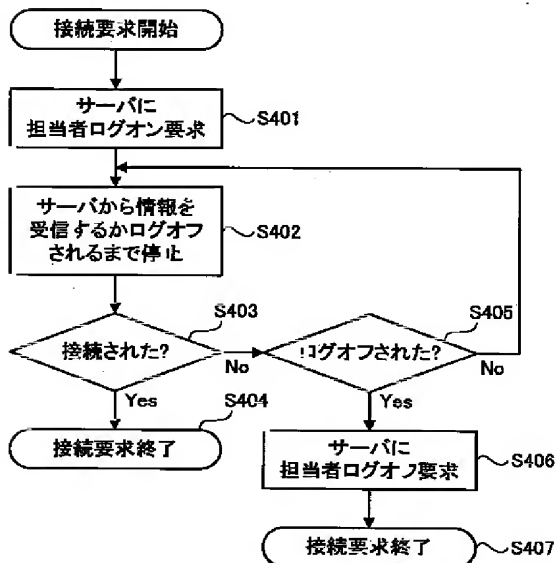 接続要求開始
サーバに
担当者ログオン要求
S401
サーバから情報を
受信するかログオフ
されるまで停止
S402
接続された?
S403
No
Yes
ログオフされた?
S405
No
Yes
接続要求終了
S404
サーバに
担当者ログオフ要求
S406
接続要求終了
S407